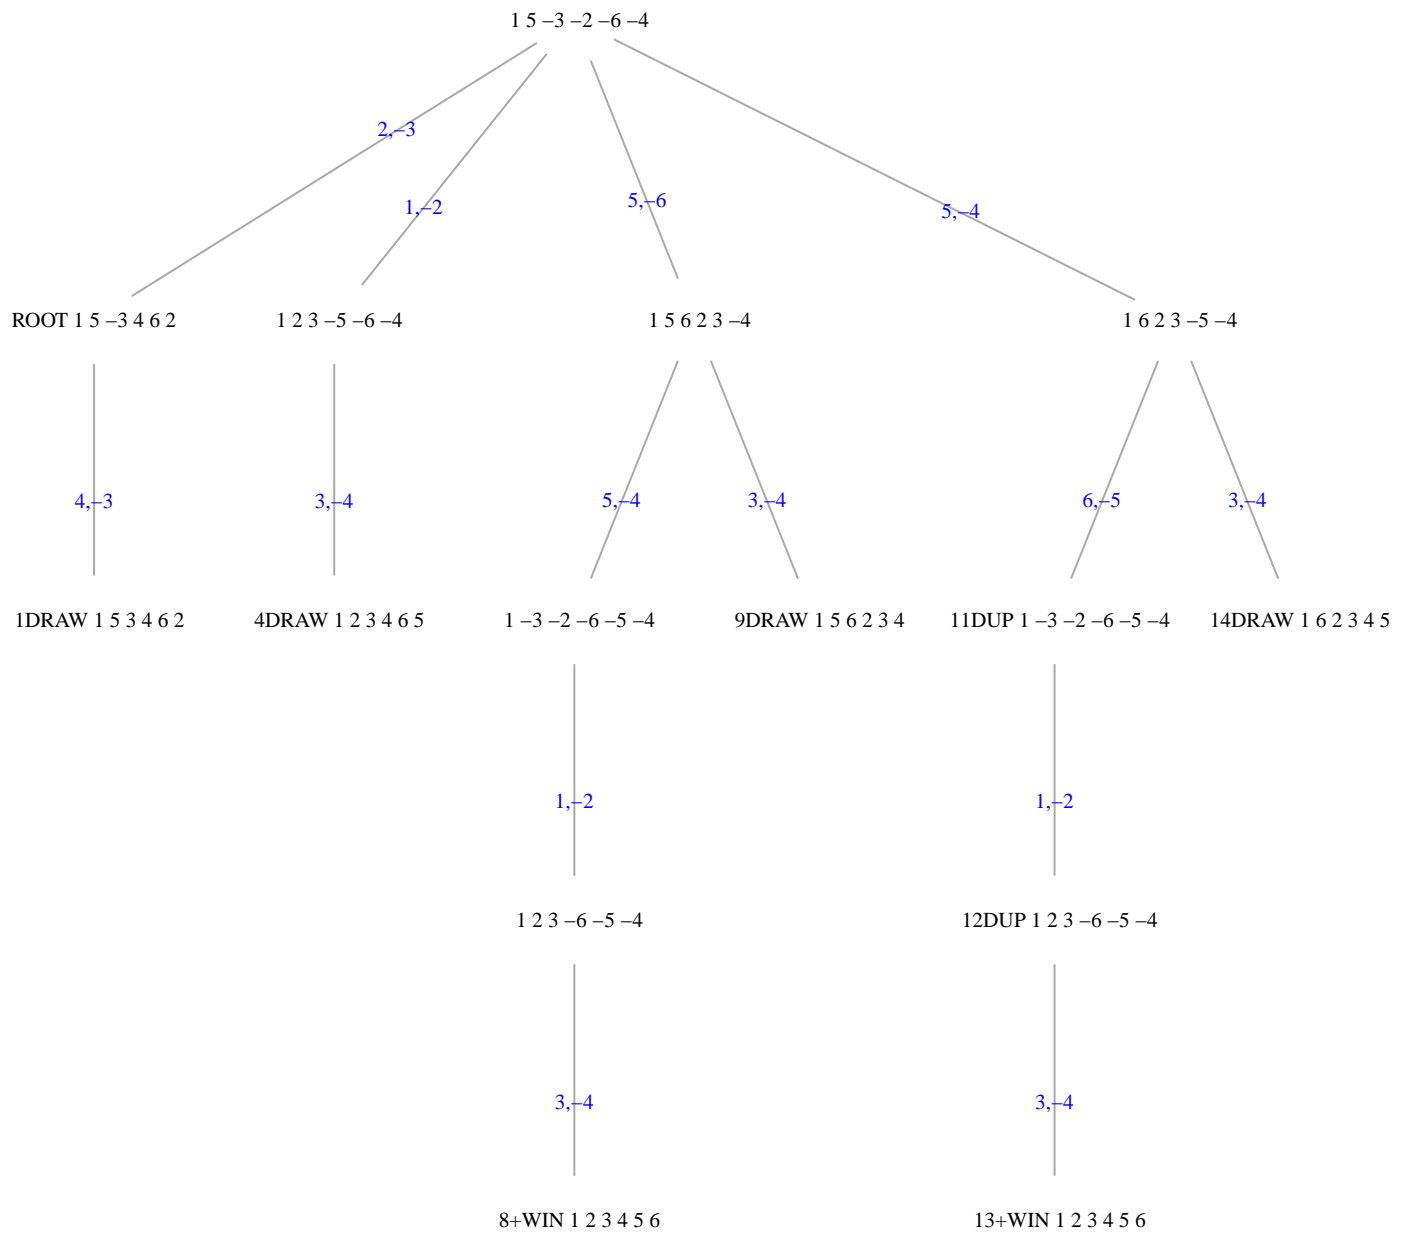 1 5 –3 –2 –6 –4
2,–3
1,–2
5,–6
5,–4
ROOT 1 5 –3 4 6 2
1 2 3 –5 –6 –4
1 5 6 2 3 –4
1 6 2 3 –5 –4
4,–3
3,–4
5,–4
3,–4
6,–5
3,–4
1DRAW 1 5 3 4 6 2
4DRAW 1 2 3 4 6 5
1 –3 –2 –6 –5 –4
9DRAW 1 5 6 2 3 4
11DUP 1 –3 –2 –6 –5 –4
14DRAW 1 6 2 3 4 5
1,–2
1,–2
1 2 3 –6 –5 –4
12DUP 1 2 3 –6 –5 –4
3,–4
3,–4
8+WIN 1 2 3 4 5 6
13+WIN 1 2 3 4 5 6